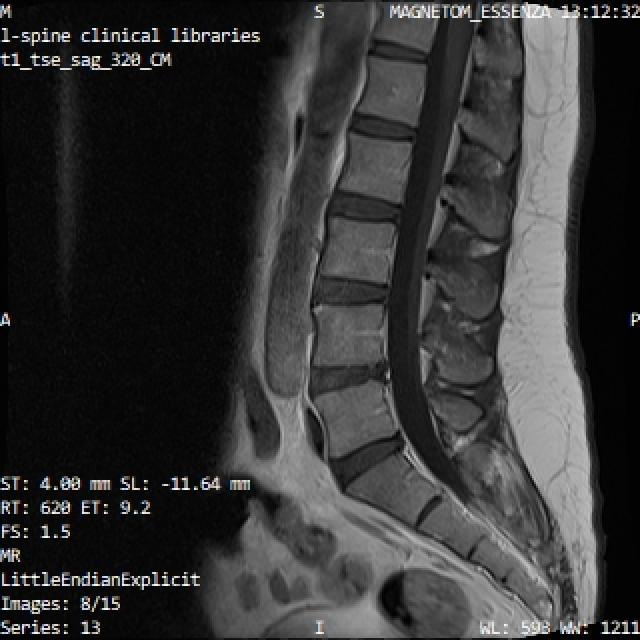 M
S
MAGNETOM_ESSENZA 13:12:32
l-spine clinical libraries
t1_tse_sag_320_CM
A
P
ST: 4.00 mm SL: -11.64 mm
RT: 620 ET: 9.2
FS: 1.5
MR
LittleEndianExplicit
Images: 8/15
Series: 13
I
WL: 593 WW: 1211